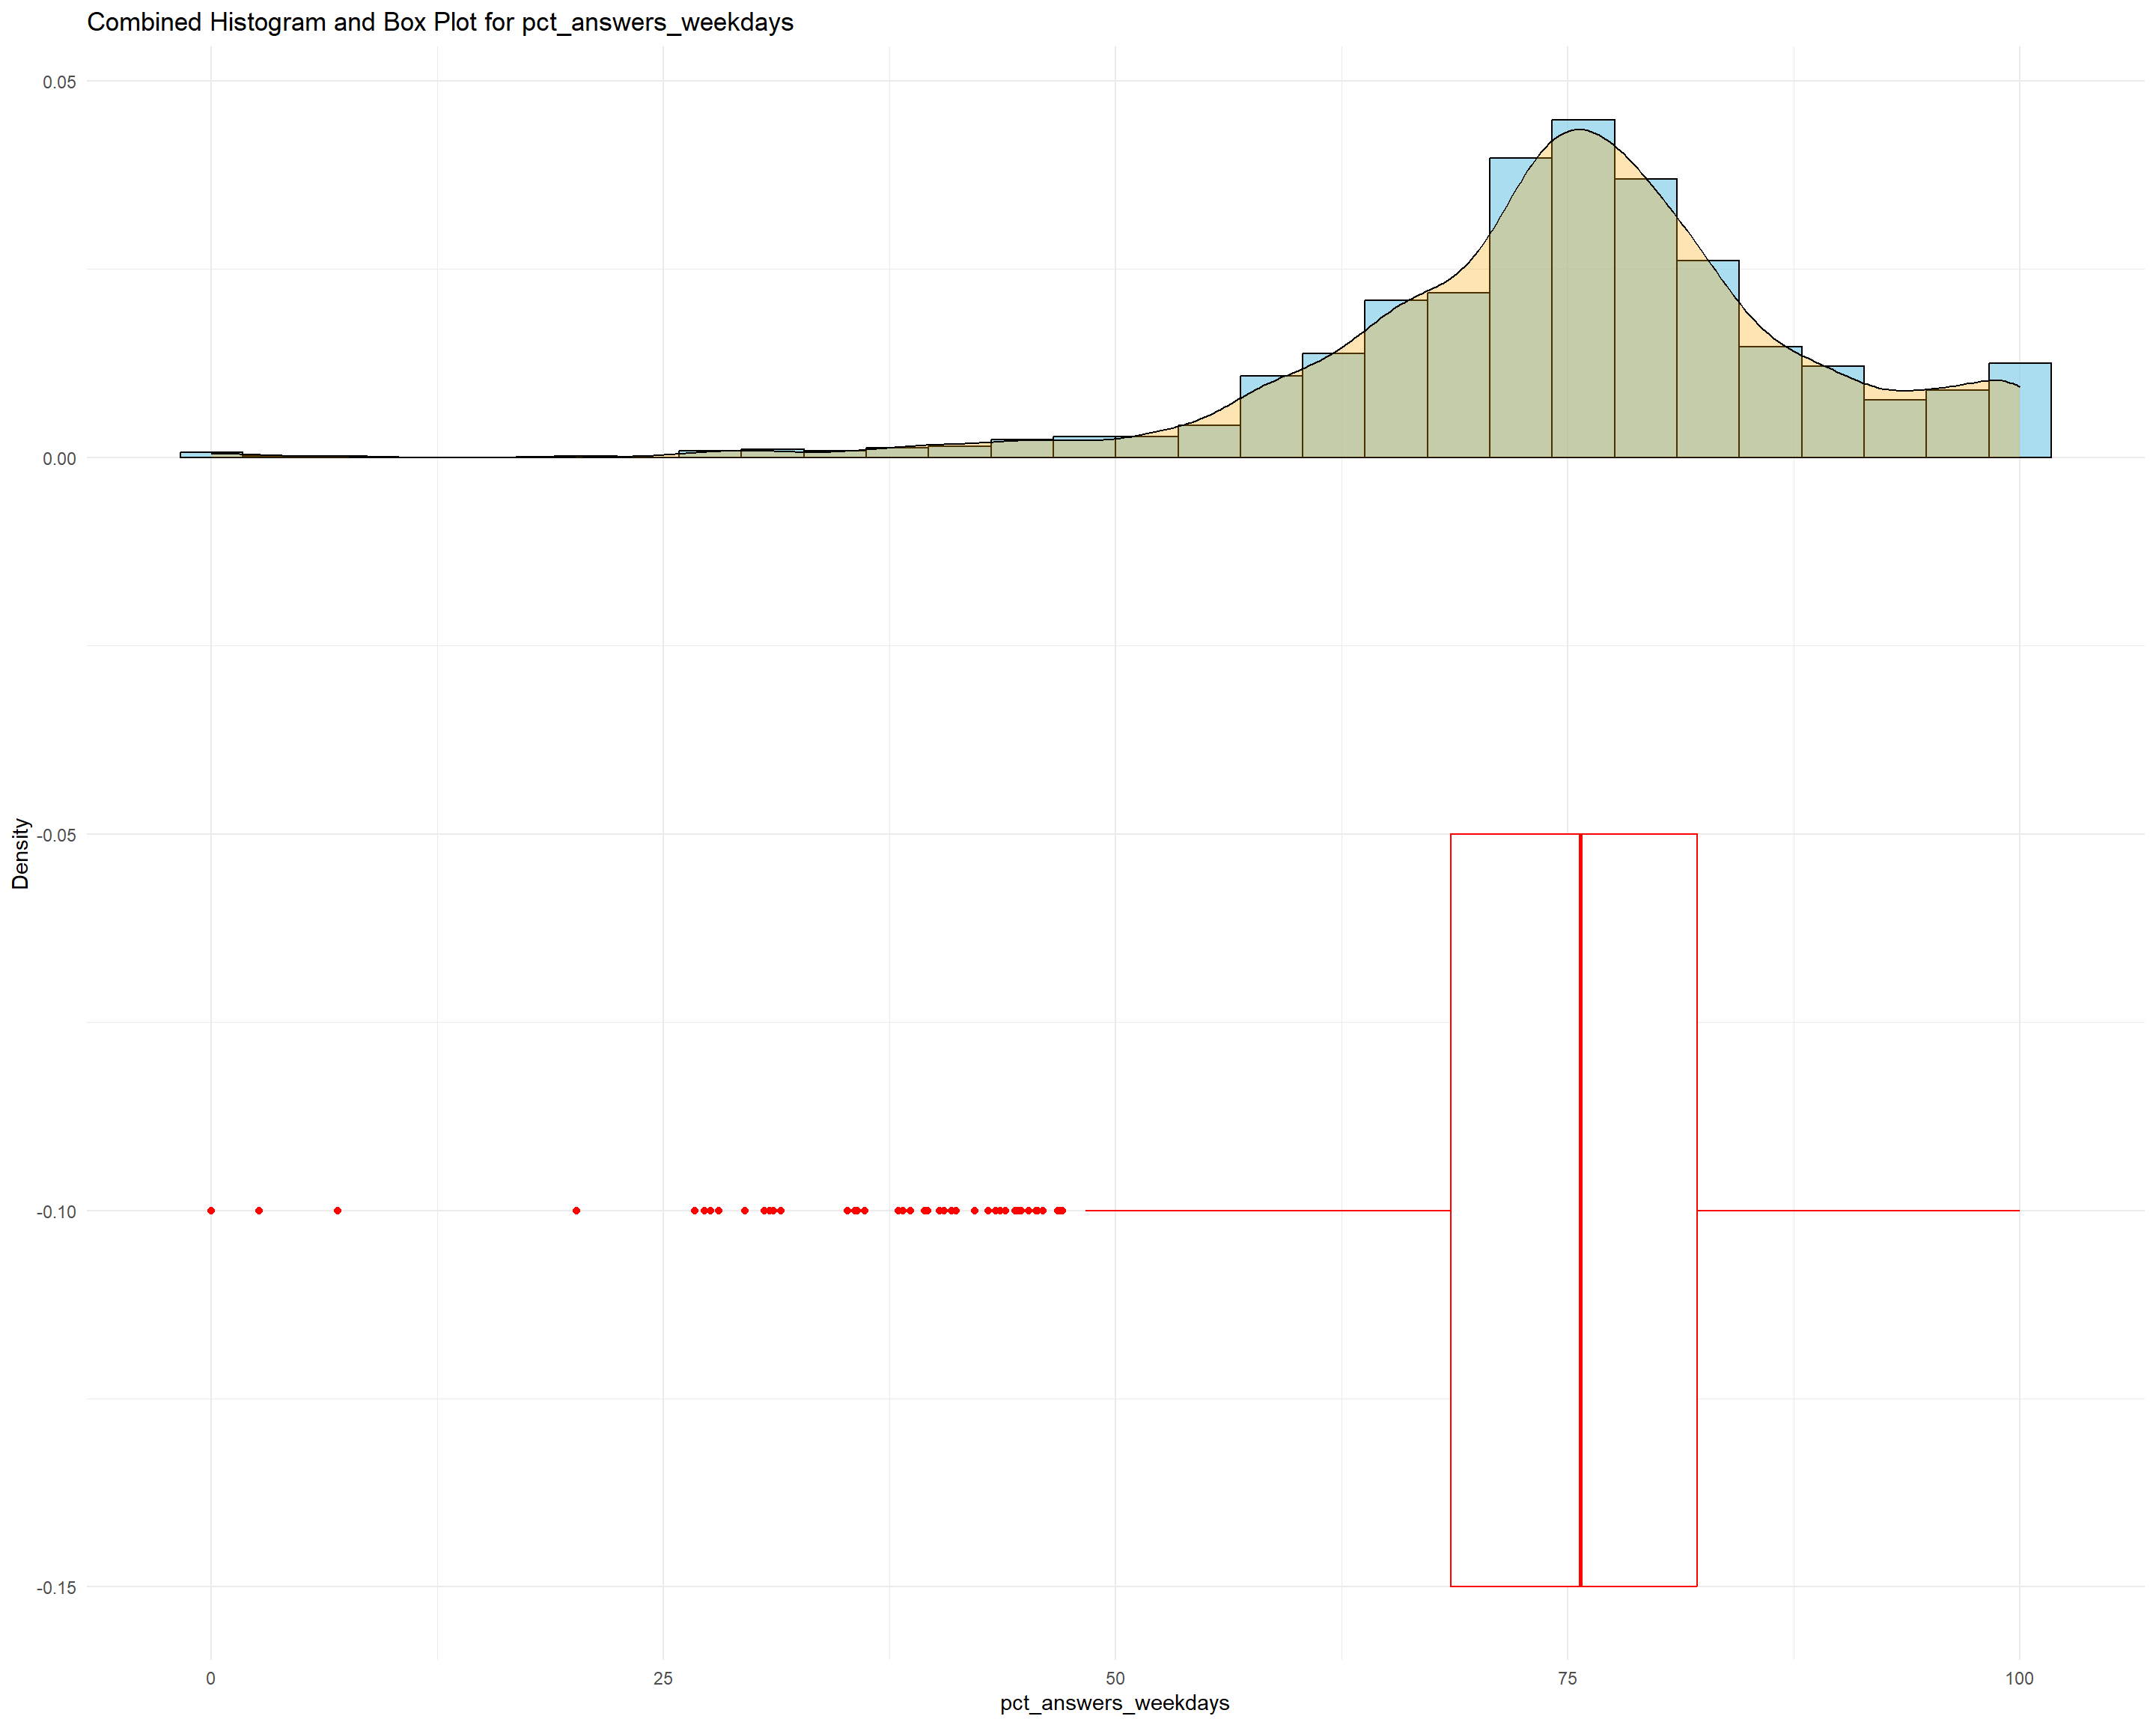 Combined Histogram and Box Plot for pct_answers_weekdays
0.05
0.00
-0.05
-0.10
-0.15
Density
0 25 50 75 100
pct_answers_weekdays